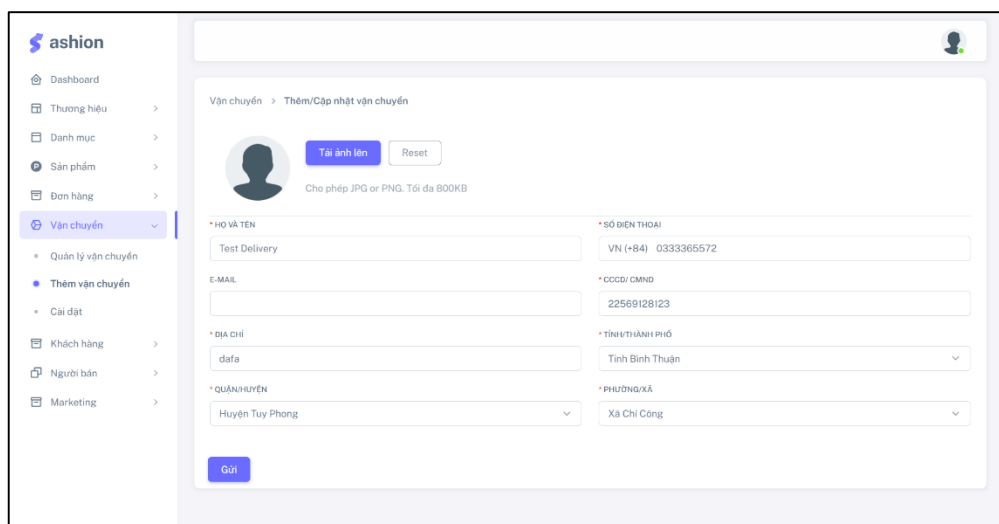 ashion
Dashboard
Thương hiệu
Danh mục
Sản phẩm
Đơn hàng
Vận chuyển
Quản lý vận chuyển
Thêm vận chuyển
Cài đặt
Khách hàng
Người bán
Marketing
Vận chuyển > Thêm/Cập nhật vận chuyển
Tải ảnh lên Reset
Cho phép JPG or PNG. Tối đa 800KB
* HỌ VÀ TÊN
Test Delivery
* SỐ ĐIỆN THOẠI
VN (+84) 0333365572
E-MAIL
* CCCD/ CMND
22569128123
* ĐỊA CHỈ
dafa
* TỈNH/THÀNH PHỐ
Tỉnh Bình Thuận
* QUẬN/HUYỆN
Huyện Tuy Phong
* PHƯỜNG/XÃ
Xã Chí Công
Gửi